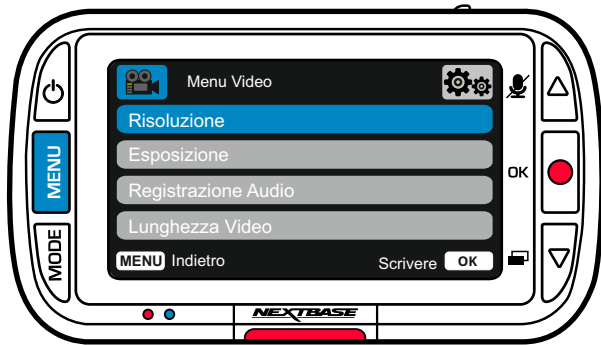 Menu Video
Risoluzione
Esposizione
Registrazione Audio
Lunghezza Video
MENU Indietro
Scrivere OK
MENU
MODE
OK
NEXTBASE